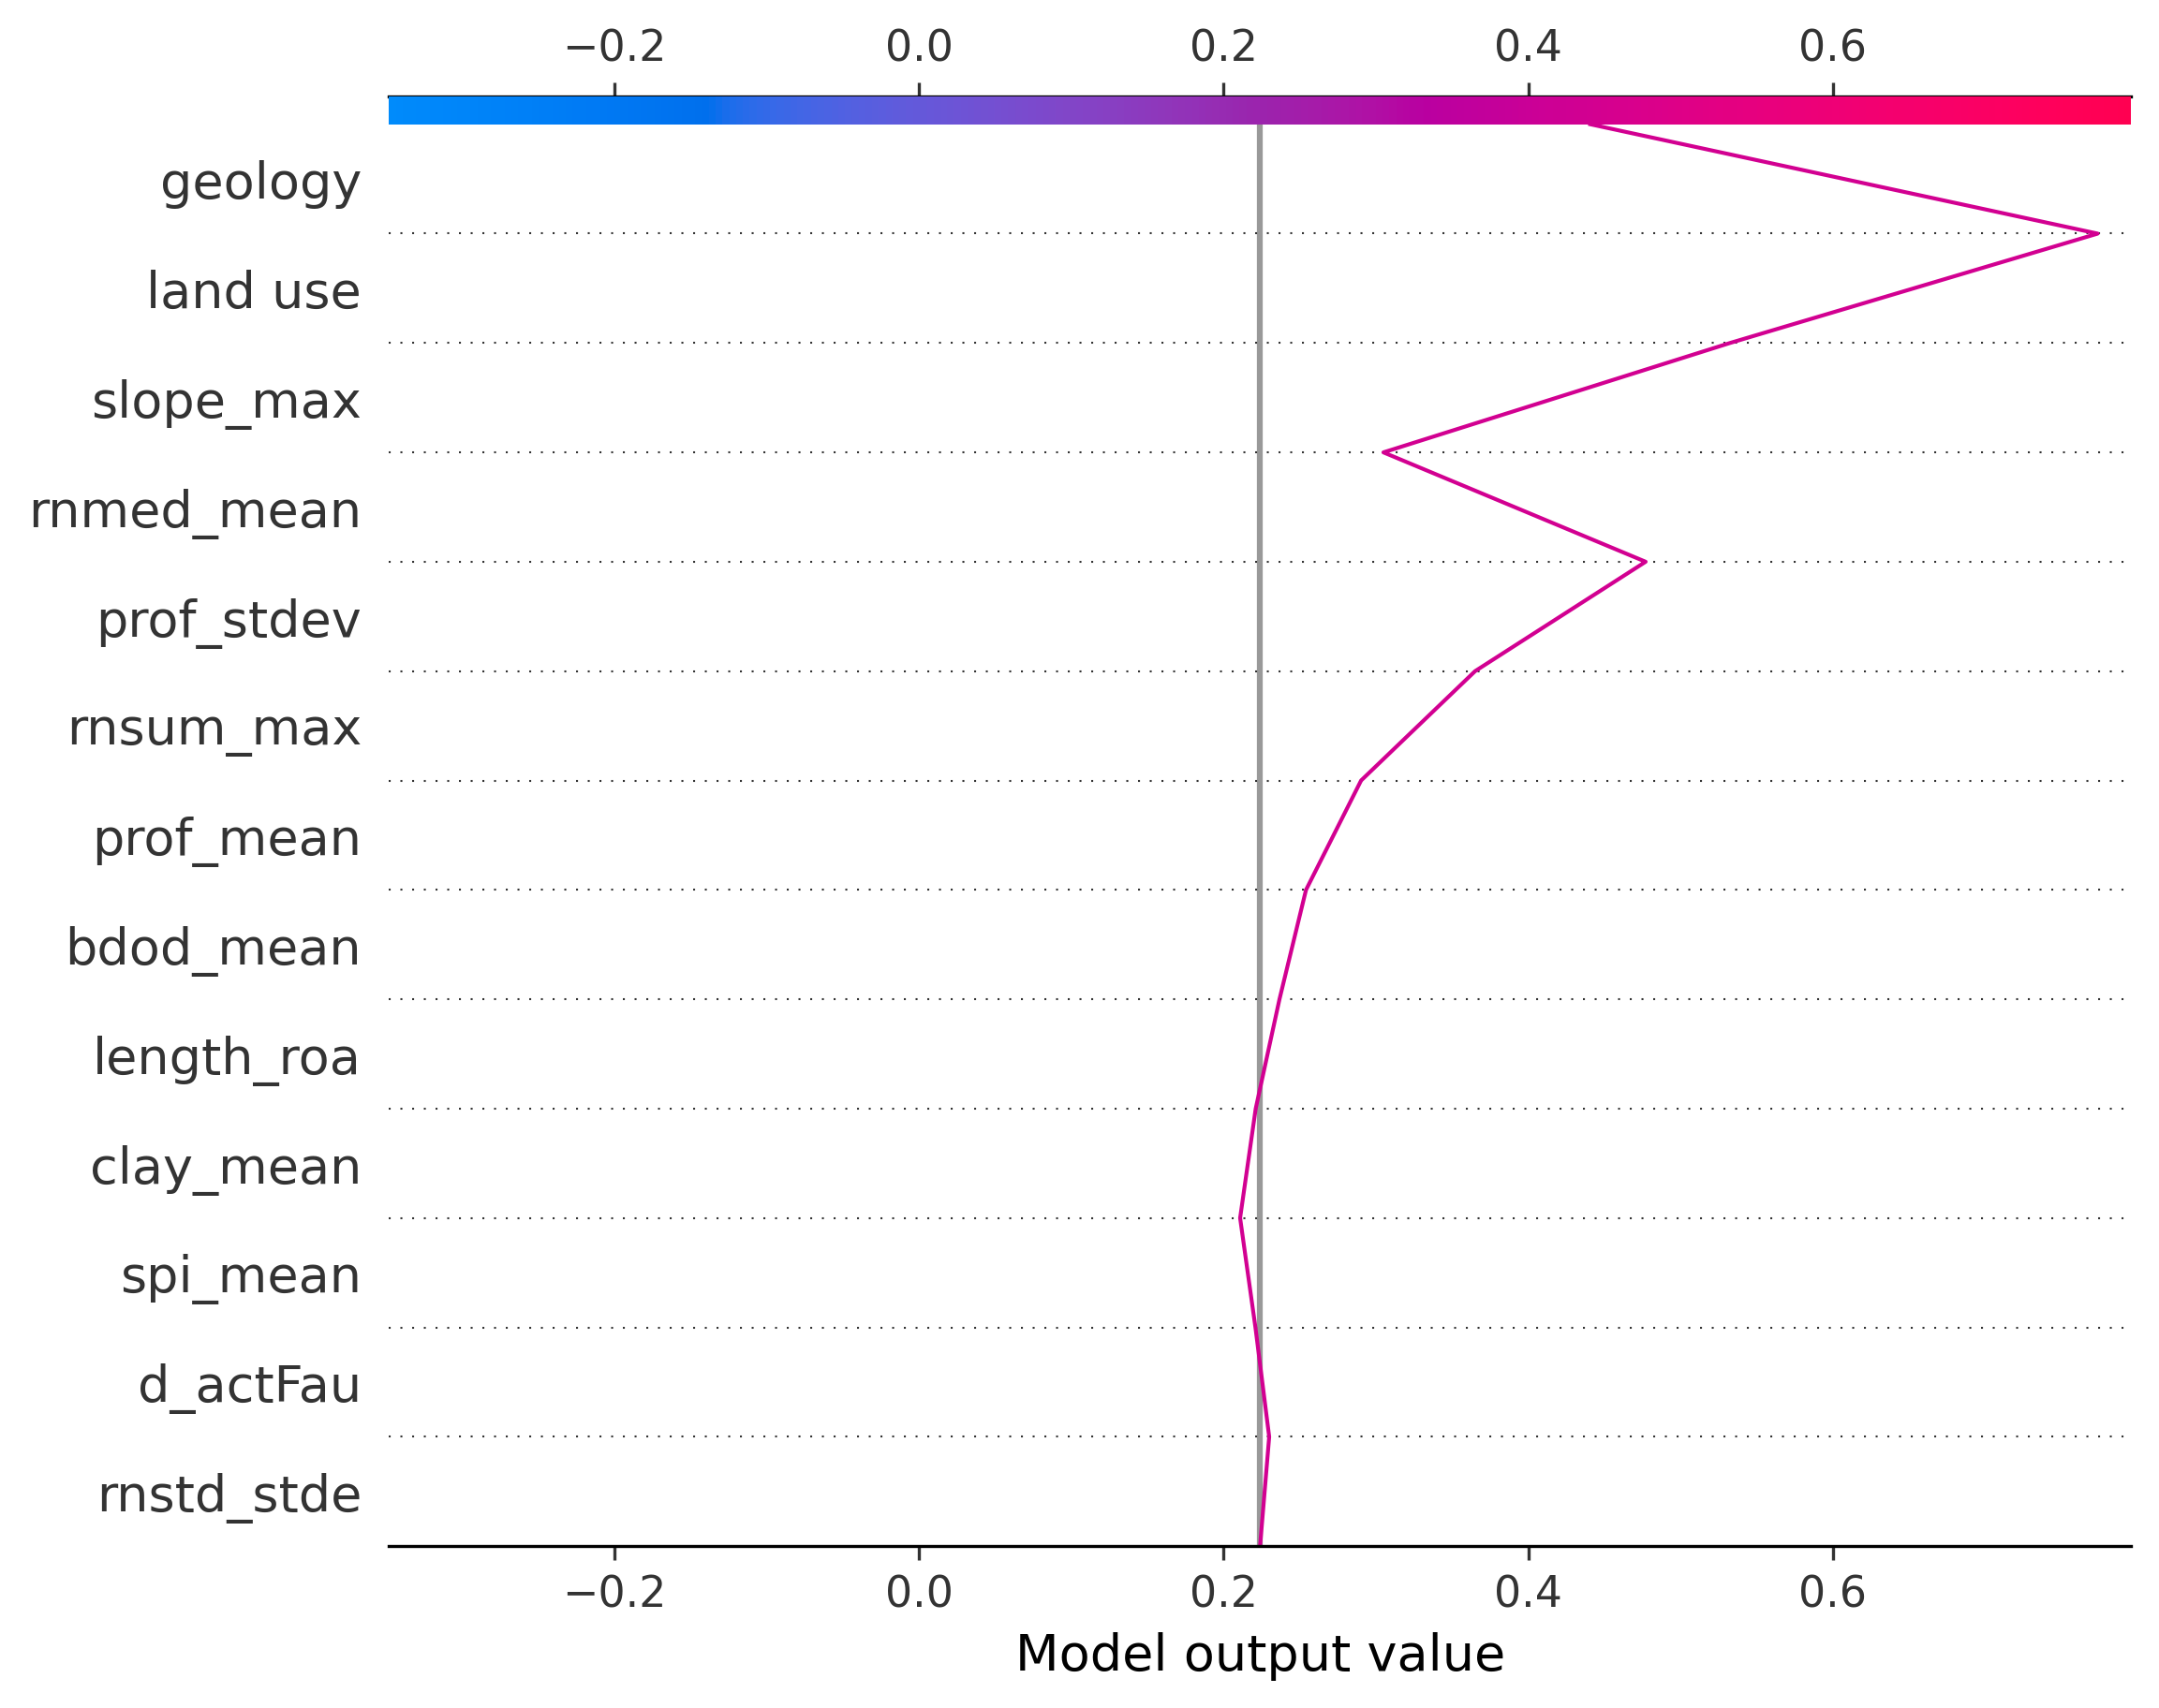 −0.2 0.0 0.2 0.4 0.6
geology
land use
slope_max
rnmed_mean
prof_stdev
rnsum_max
prof_mean
bdod_mean
length_roa
clay_mean
spi_mean
d_actFau
rnstd_stde
−0.2 0.0 0.2 0.4 0.6
Model output value